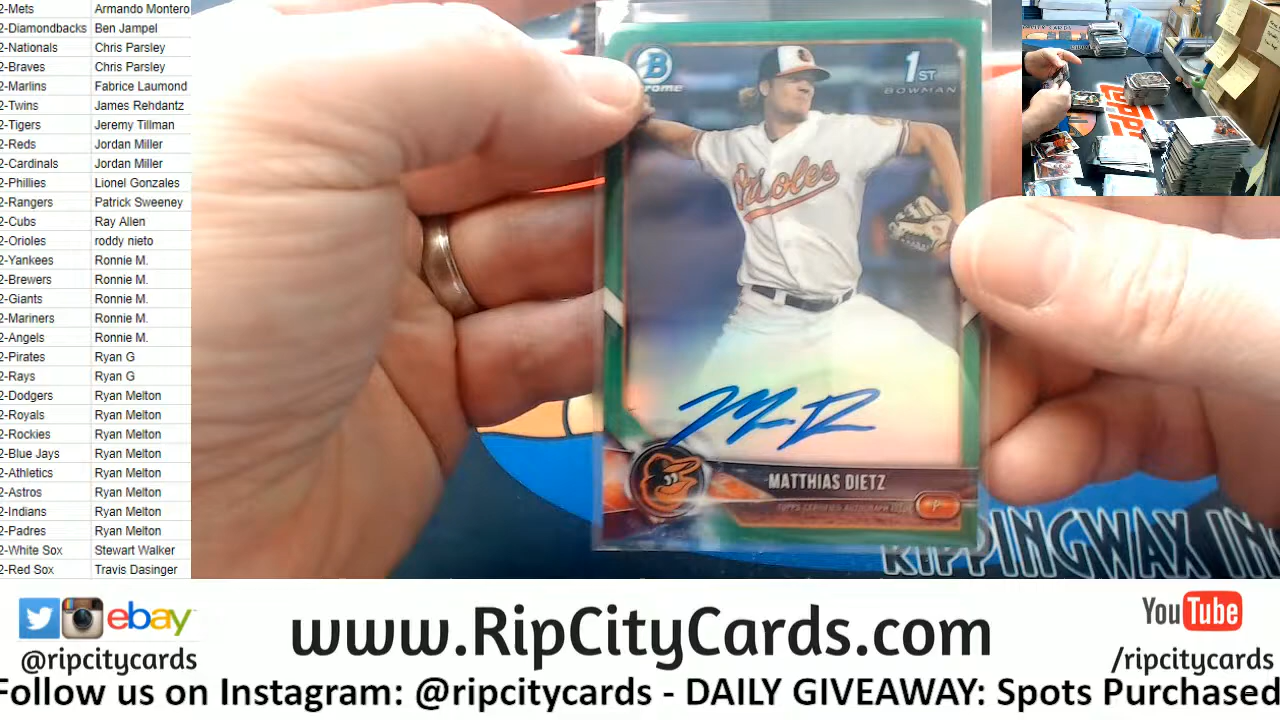 2-Mets Armando Montero
2-Diamondbacks Ben Jampel
2-Nationals Chris Parsley
2-Braves Chris Parsley
2-Marlins Fabrice Laumond
2-Twins James Rehdantz
2-Tigers Jeremy Tillman
2-Reds Jordan Miller
2-Cardinals Jordan Miller
2-Phillies Lionel Gonzales
2-Rangers Patrick Sweeney
2-Cubs Ray Allen
2-Orioles roddy nieto
2-Yankees Ronnie M.
2-Brewers Ronnie M.
2-Giants Ronnie M.
2-Mariners Ronnie M.
2-Angels Ronnie M.
2-Pirates Ryan G
2-Rays Ryan G
2-Dodgers Ryan Melton
2-Royals Ryan Melton
2-Rockies Ryan Melton
2-Blue Jays Ryan Melton
2-Athletics Ryan Melton
2-Astros Ryan Melton
2-Indians Ryan Melton
2-Padres Ryan Melton
2-White Sox Stewart Walker
2-Red Sox Travis Dasinger
B
rome
1ST
BOWMAN
Orioles
MATTHIAS DIETZ
TOPPS CERTIFIED AUTOGRAPH ISSUE
P
RIPPINGWAX IN
ebay
@ripcitycards
www.RipCityCards.com
YouTube
/ripcitycards
Follow us on Instagram: @ripcitycards - DAILY GIVEAWAY: Spots Purchased